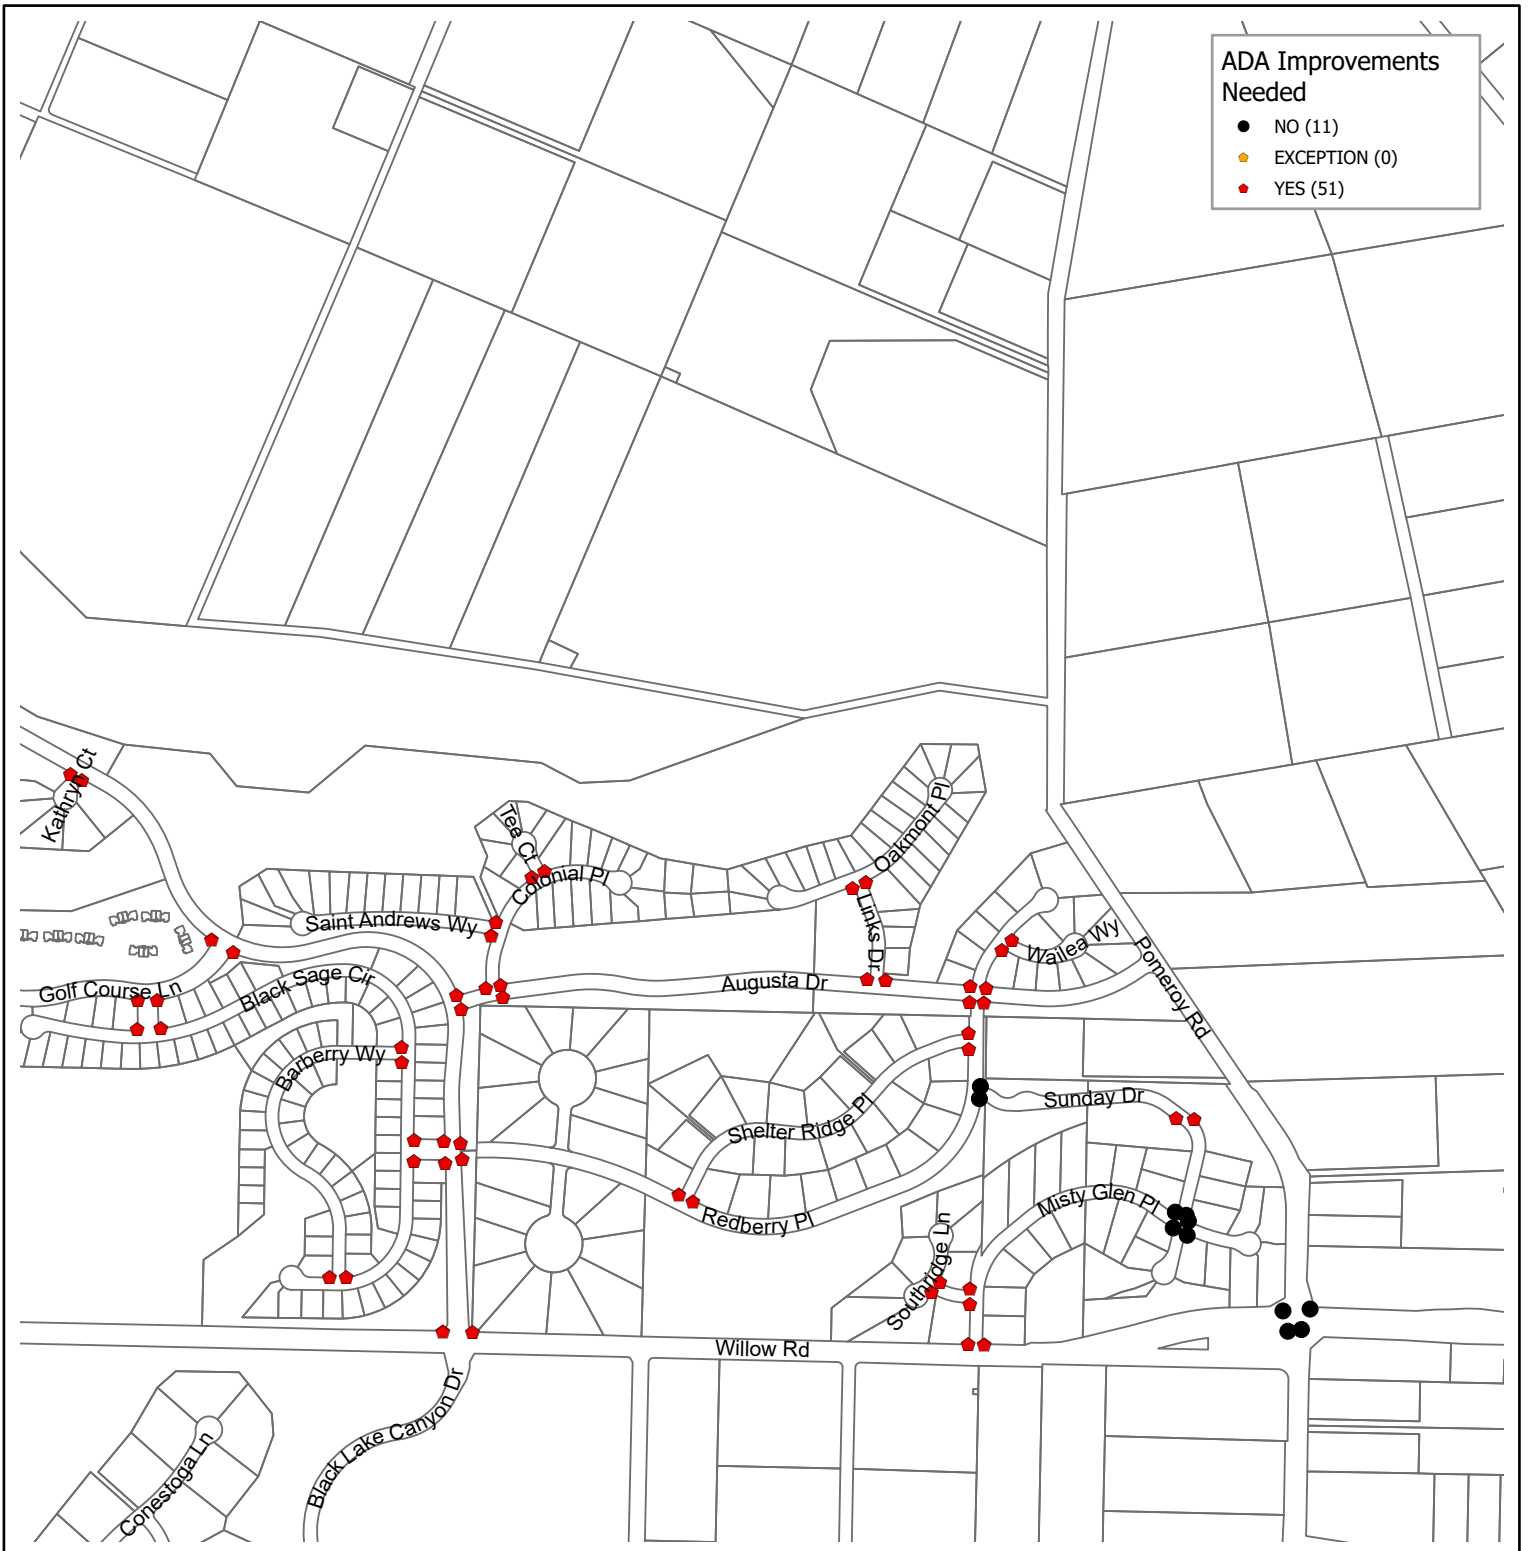 ADA Improvements
Needed
NO (11)
EXCEPTION (0)
YES (51)
Kathryn Ct
Tee Ct
Colonial Pl
Oakmont Pl
Saint Andrews Wy
Links Dr
Wailea Wy
Golf Course Ln
Black Sage Cir
Augusta Dr
Pomeroy Rd
Barberry Wy
Sunday Dr
Shelter Ridge Pl
Misty Glen Pl
Redberry Pl
Southridge Ln
Willow Rd
Black Lake Canyon Dr
Conestoga Ln